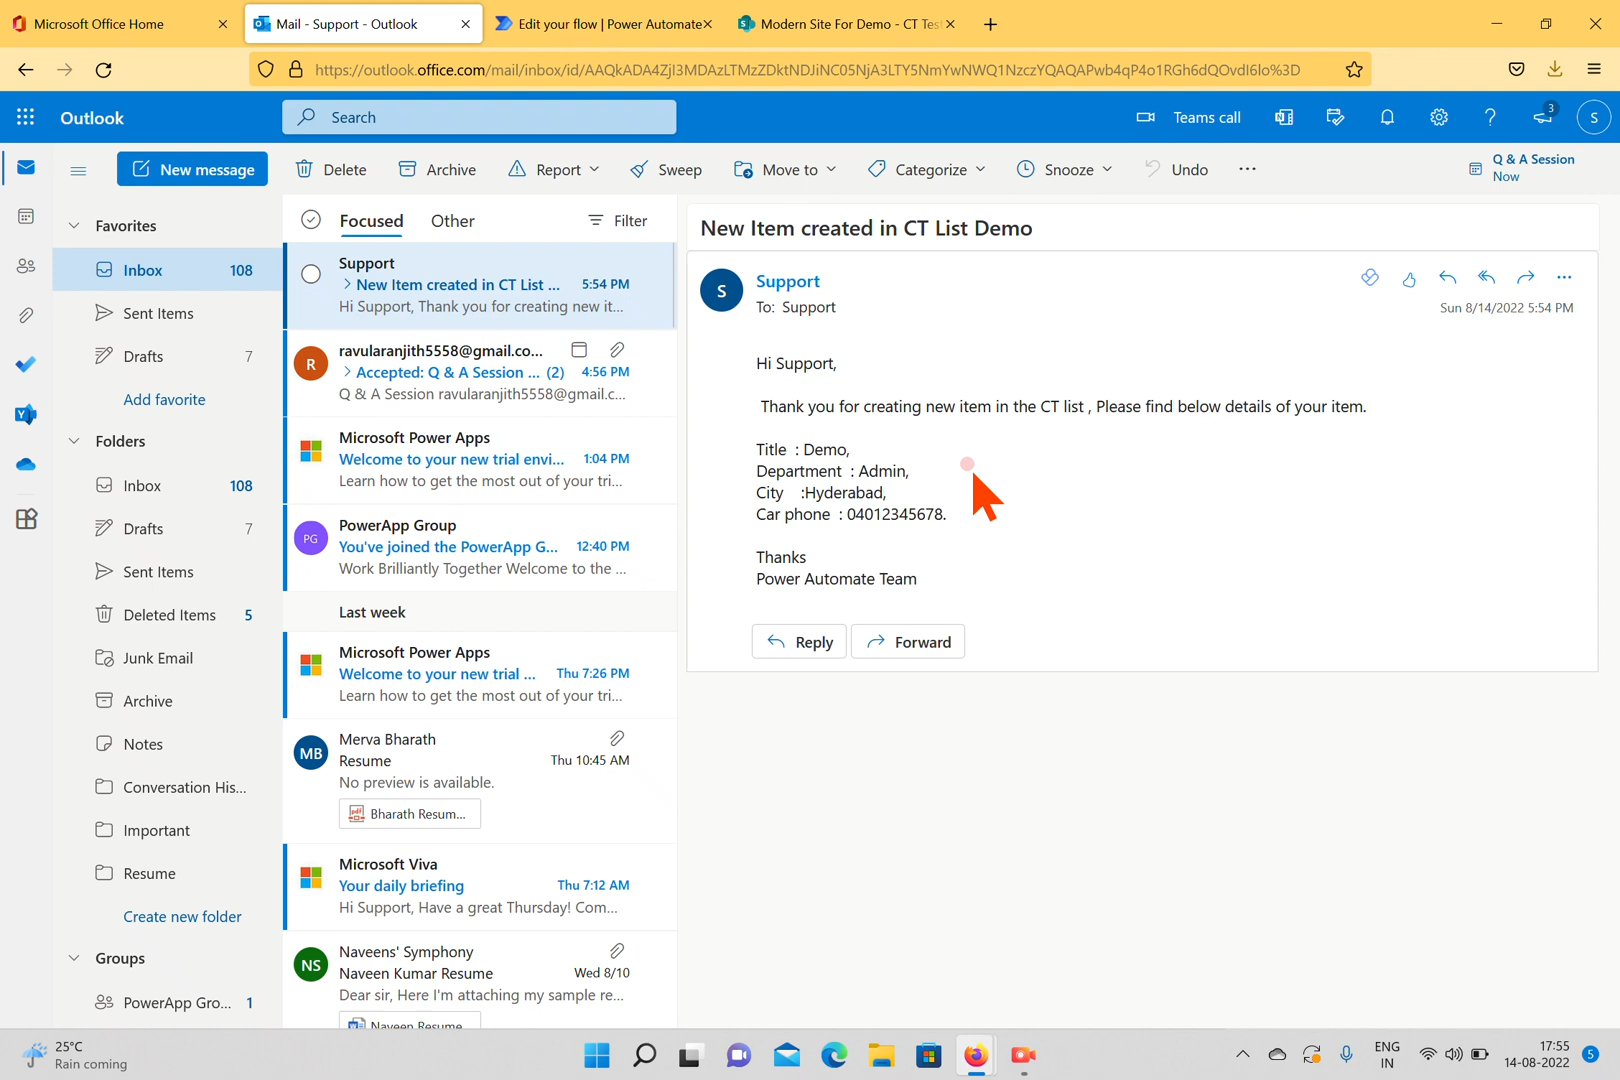 Microsoft Office Home
Mail - Support - Outlook
Edit your flow | Power Automate
Modern Site For Demo - CT Tes
https://outlook.office.com/mail/inbox/id/AAQkADA4ZjI3MDAzLTMzZDktNDJiNC05NjA3LTY5NmYwNWQ1NzczYQAQAPwb4qP4o1RGh6dQOvdI6lo%3D
Outlook
Search
Teams call
3
S
New message
Delete
Archive
Report
Sweep
Move to
Categorize
Snooze
Undo
Q & A Session
Now
Favorites
Inbox 108
Sent Items
Drafts 7
Add favorite
Folders
Inbox 108
Drafts 7
Sent Items
Deleted Items 5
Junk Email
Archive
Notes
Conversation His...
Important
Resume
Create new folder
Groups
PowerApp Gro... 1
Focused
Other
Filter
Support
New Item created in CT List ... 5:54 PM
Hi Support, Thank you for creating new it...
R
ravularanjith5558@gmail.co...
Accepted: Q & A Session ... (2) 4:56 PM
Q & A Session ravularanjith5558@gmail.c...
Microsoft Power Apps
Welcome to your new trial envi... 1:04 PM
Learn how to get the most out of your tri...
PG
PowerApp Group
You've joined the PowerApp G... 12:40 PM
Work Brilliantly Together Welcome to the ...
Last week
Microsoft Power Apps
Welcome to your new trial ... Thu 7:26 PM
Learn how to get the most out of your tri...
MB
Merva Bharath
Resume Thu 10:45 AM
No preview is available.
Bharath Resum...
Microsoft Viva
Your daily briefing Thu 7:12 AM
Hi Support, Have a great Thursday! Com...
NS
Naveens' Symphony
Naveen Kumar Resume Wed 8/10
Dear sir, Here I'm attaching my sample re...
Naveen Resume
New Item created in CT List Demo
S
Support
To: Support
Sun 8/14/2022 5:54 PM
Hi Support,
Thank you for creating new item in the CT list , Please find below details of your item.
Title : Demo,
Department : Admin,
City :Hyderabad,
Car phone : 04012345678.
Thanks
Power Automate Team
Reply
Forward
25°C
Rain coming
ENG
IN
17:55
14-08-2022
5